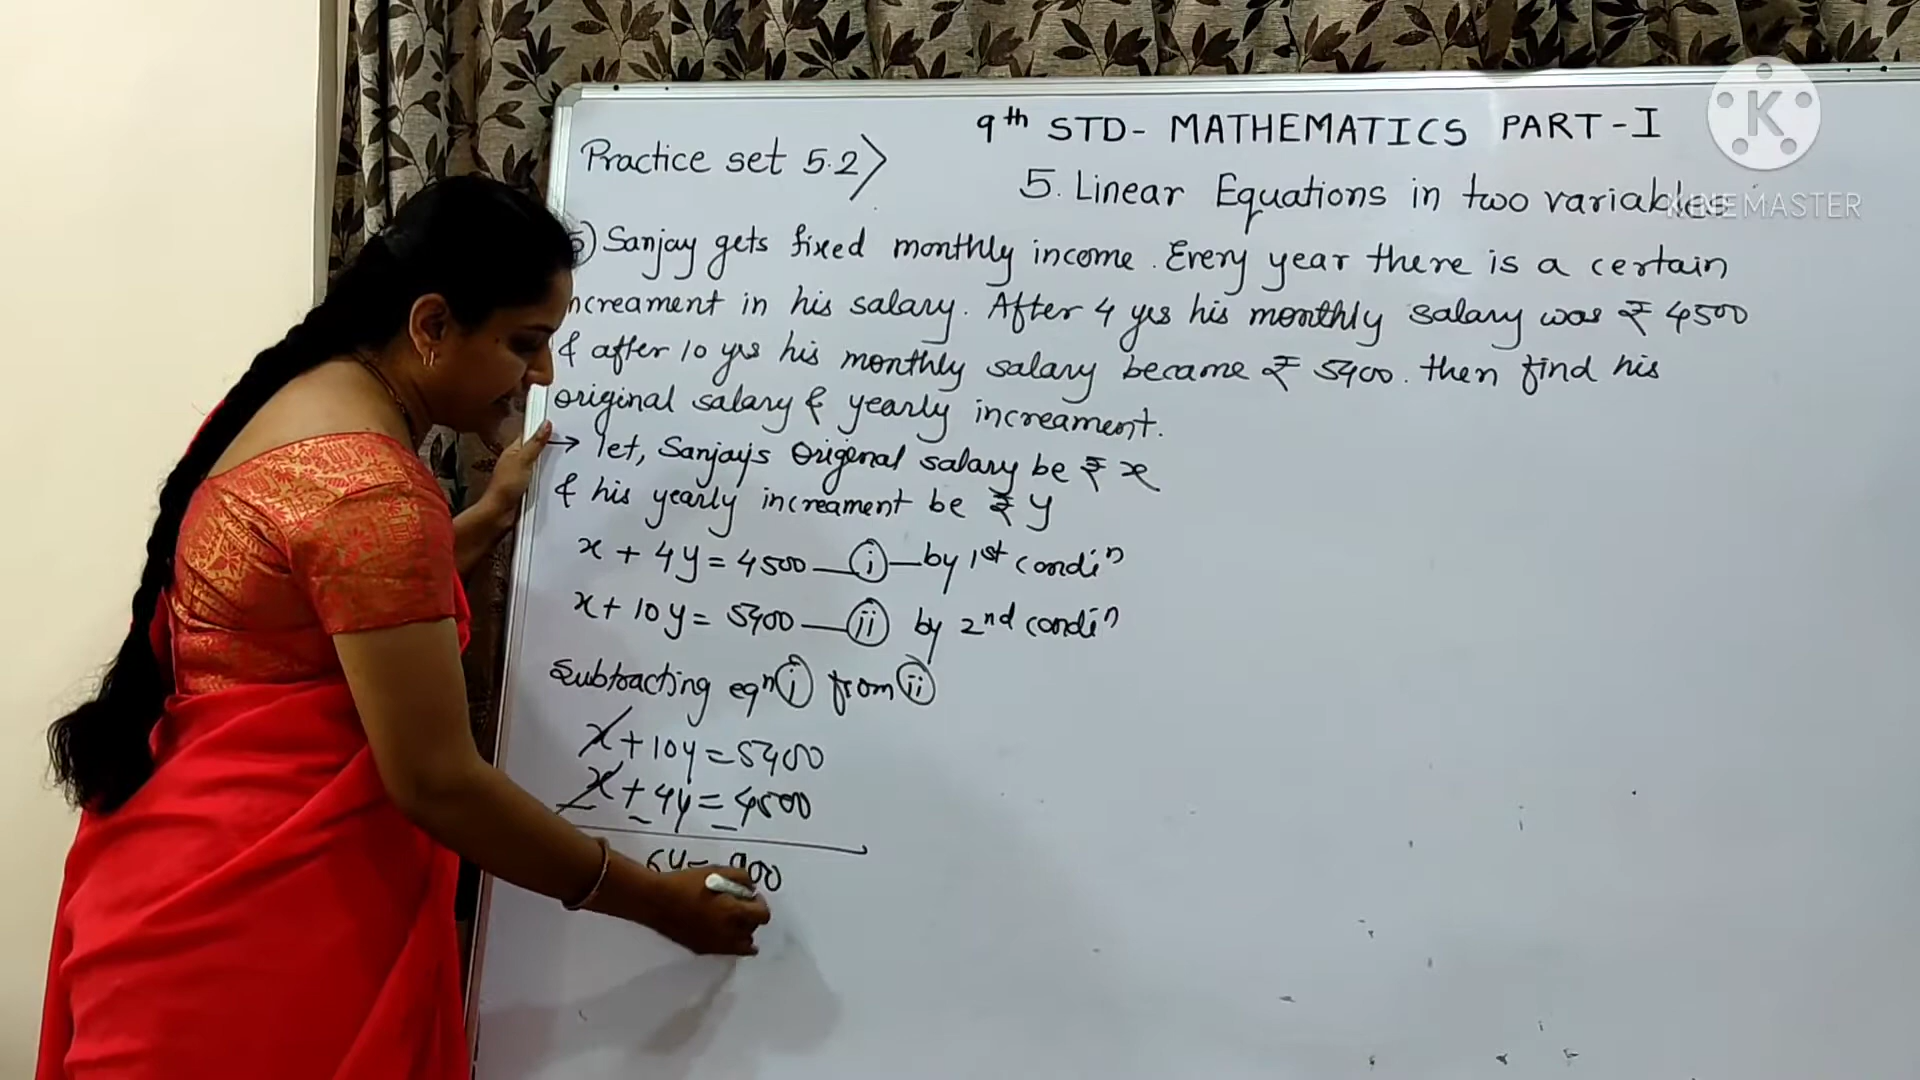 9th STD- MATHEMATICS PART-I
Practice set 5.2>
5. Linear Equations in two variables
K
KINEMASTER
5) Sanjay gets fixed monthly income. Every year there is a certain
increament in his salary. After 4 yrs his monthly salary was ₹ 4500
& after 10 yrs his monthly salary became ₹ 5400. then find his
original salary & yearly increament.
→ let, Sanjay's Original salary be ₹ x
& his yearly increament be ₹ y
x + 4y = 4500 — (i) — by 1st condi n
x + 10y = 5400 — (ii) by 2nd condi n
Subtracting eqn (i) from (ii)
x + 10y = 5400
x + 4y = 4500
- - -
6y = 900